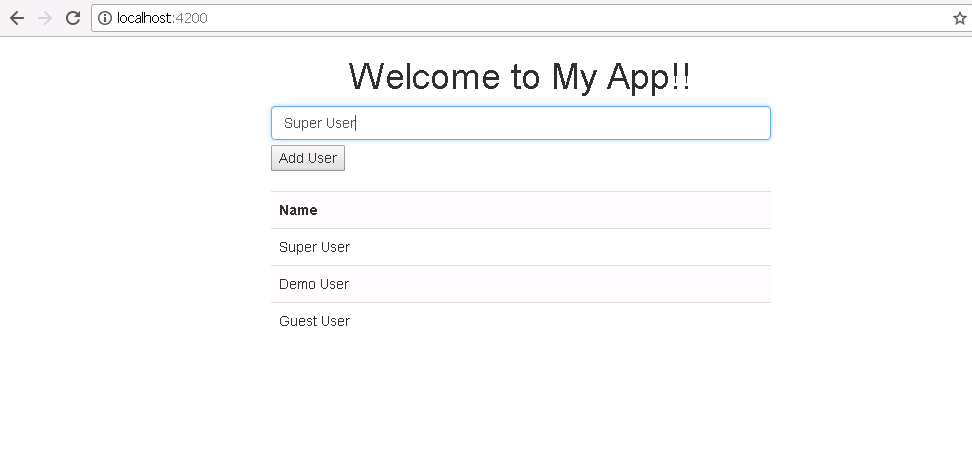 localhost:4200
Welcome to My App!!
Super User
Add User
Name
Super User
Demo User
Guest User